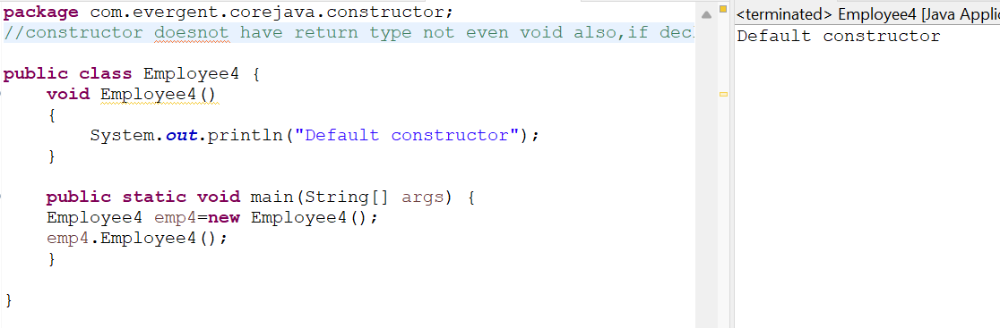 package com.evergent.corejava.constructor;
//constructor doesnot have return type not even void also,if decl
public class Employee4 {
void Employee4()
{
System.out.println("Default constructor");
}
public static void main(String[] args) {
Employee4 emp4=new Employee4();
emp4.Employee4();
}
}
<terminated> Employee4 [Java Applic
Default constructor